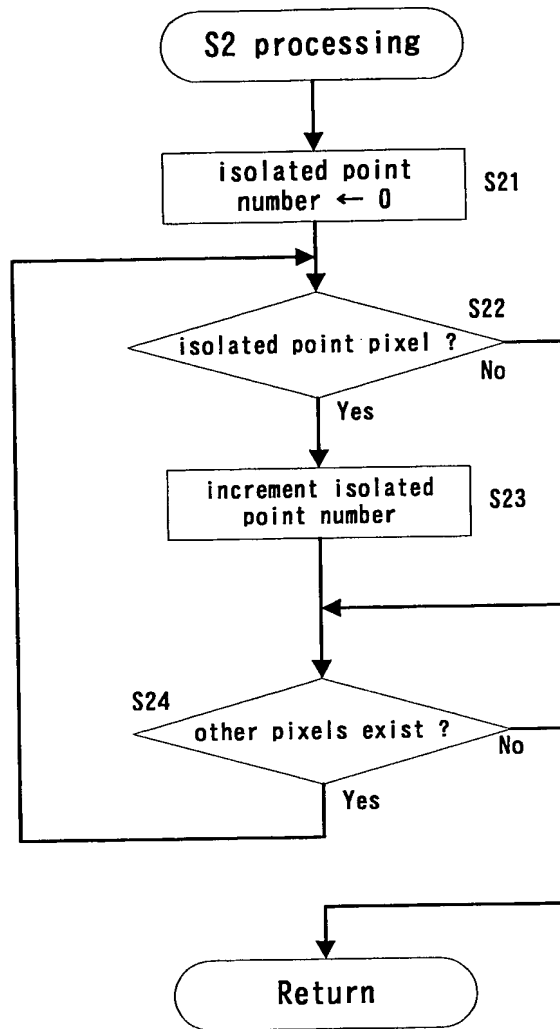 S2 processing
isolated point
number ← 0
S21
S22
isolated point pixel ?
No
Yes
increment isolated
point number
S23
S24
other pixels exist ?
No
Yes
Return